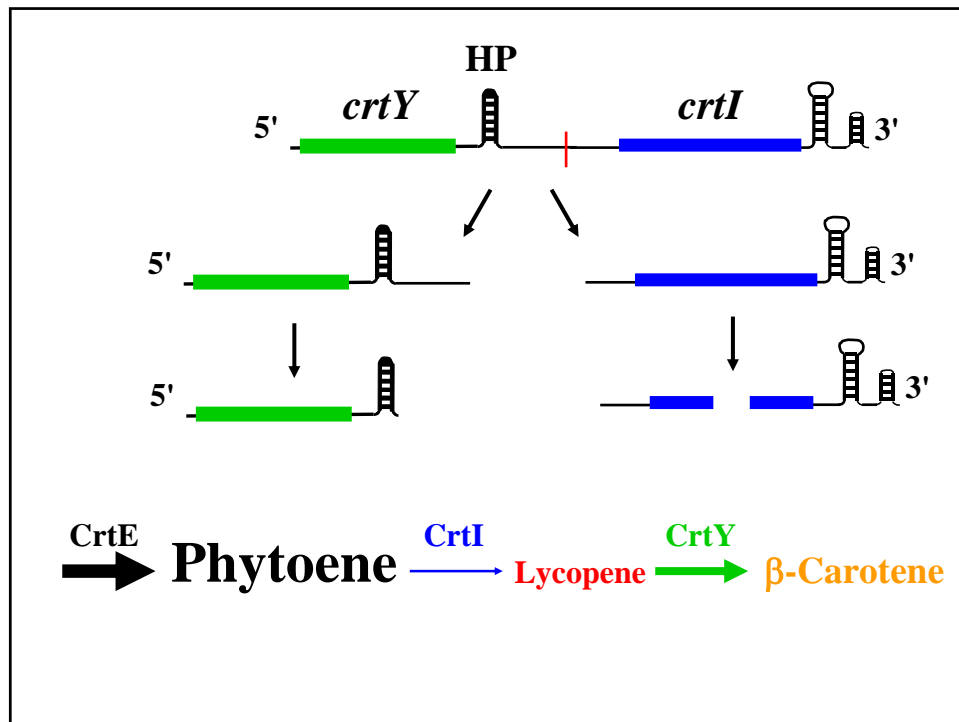 HP
crtY crtI
5' 3'
5' 3'
5' 3'
CrtE CrtI CrtY
Phytoene Lycopene β-Carotene